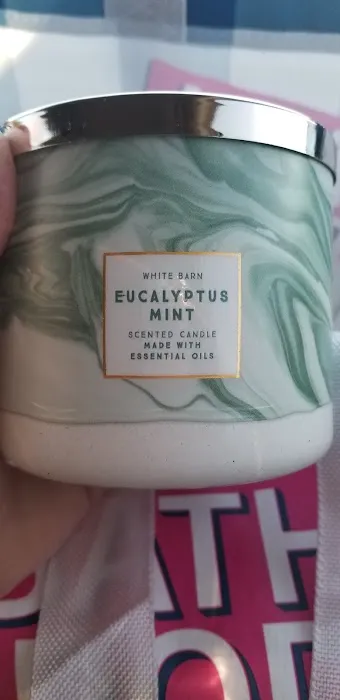 WHITE BARN
EUCALYPTUS
MINT
SCENTED CANDLE
MADE WITH
ESSENTIAL OILS